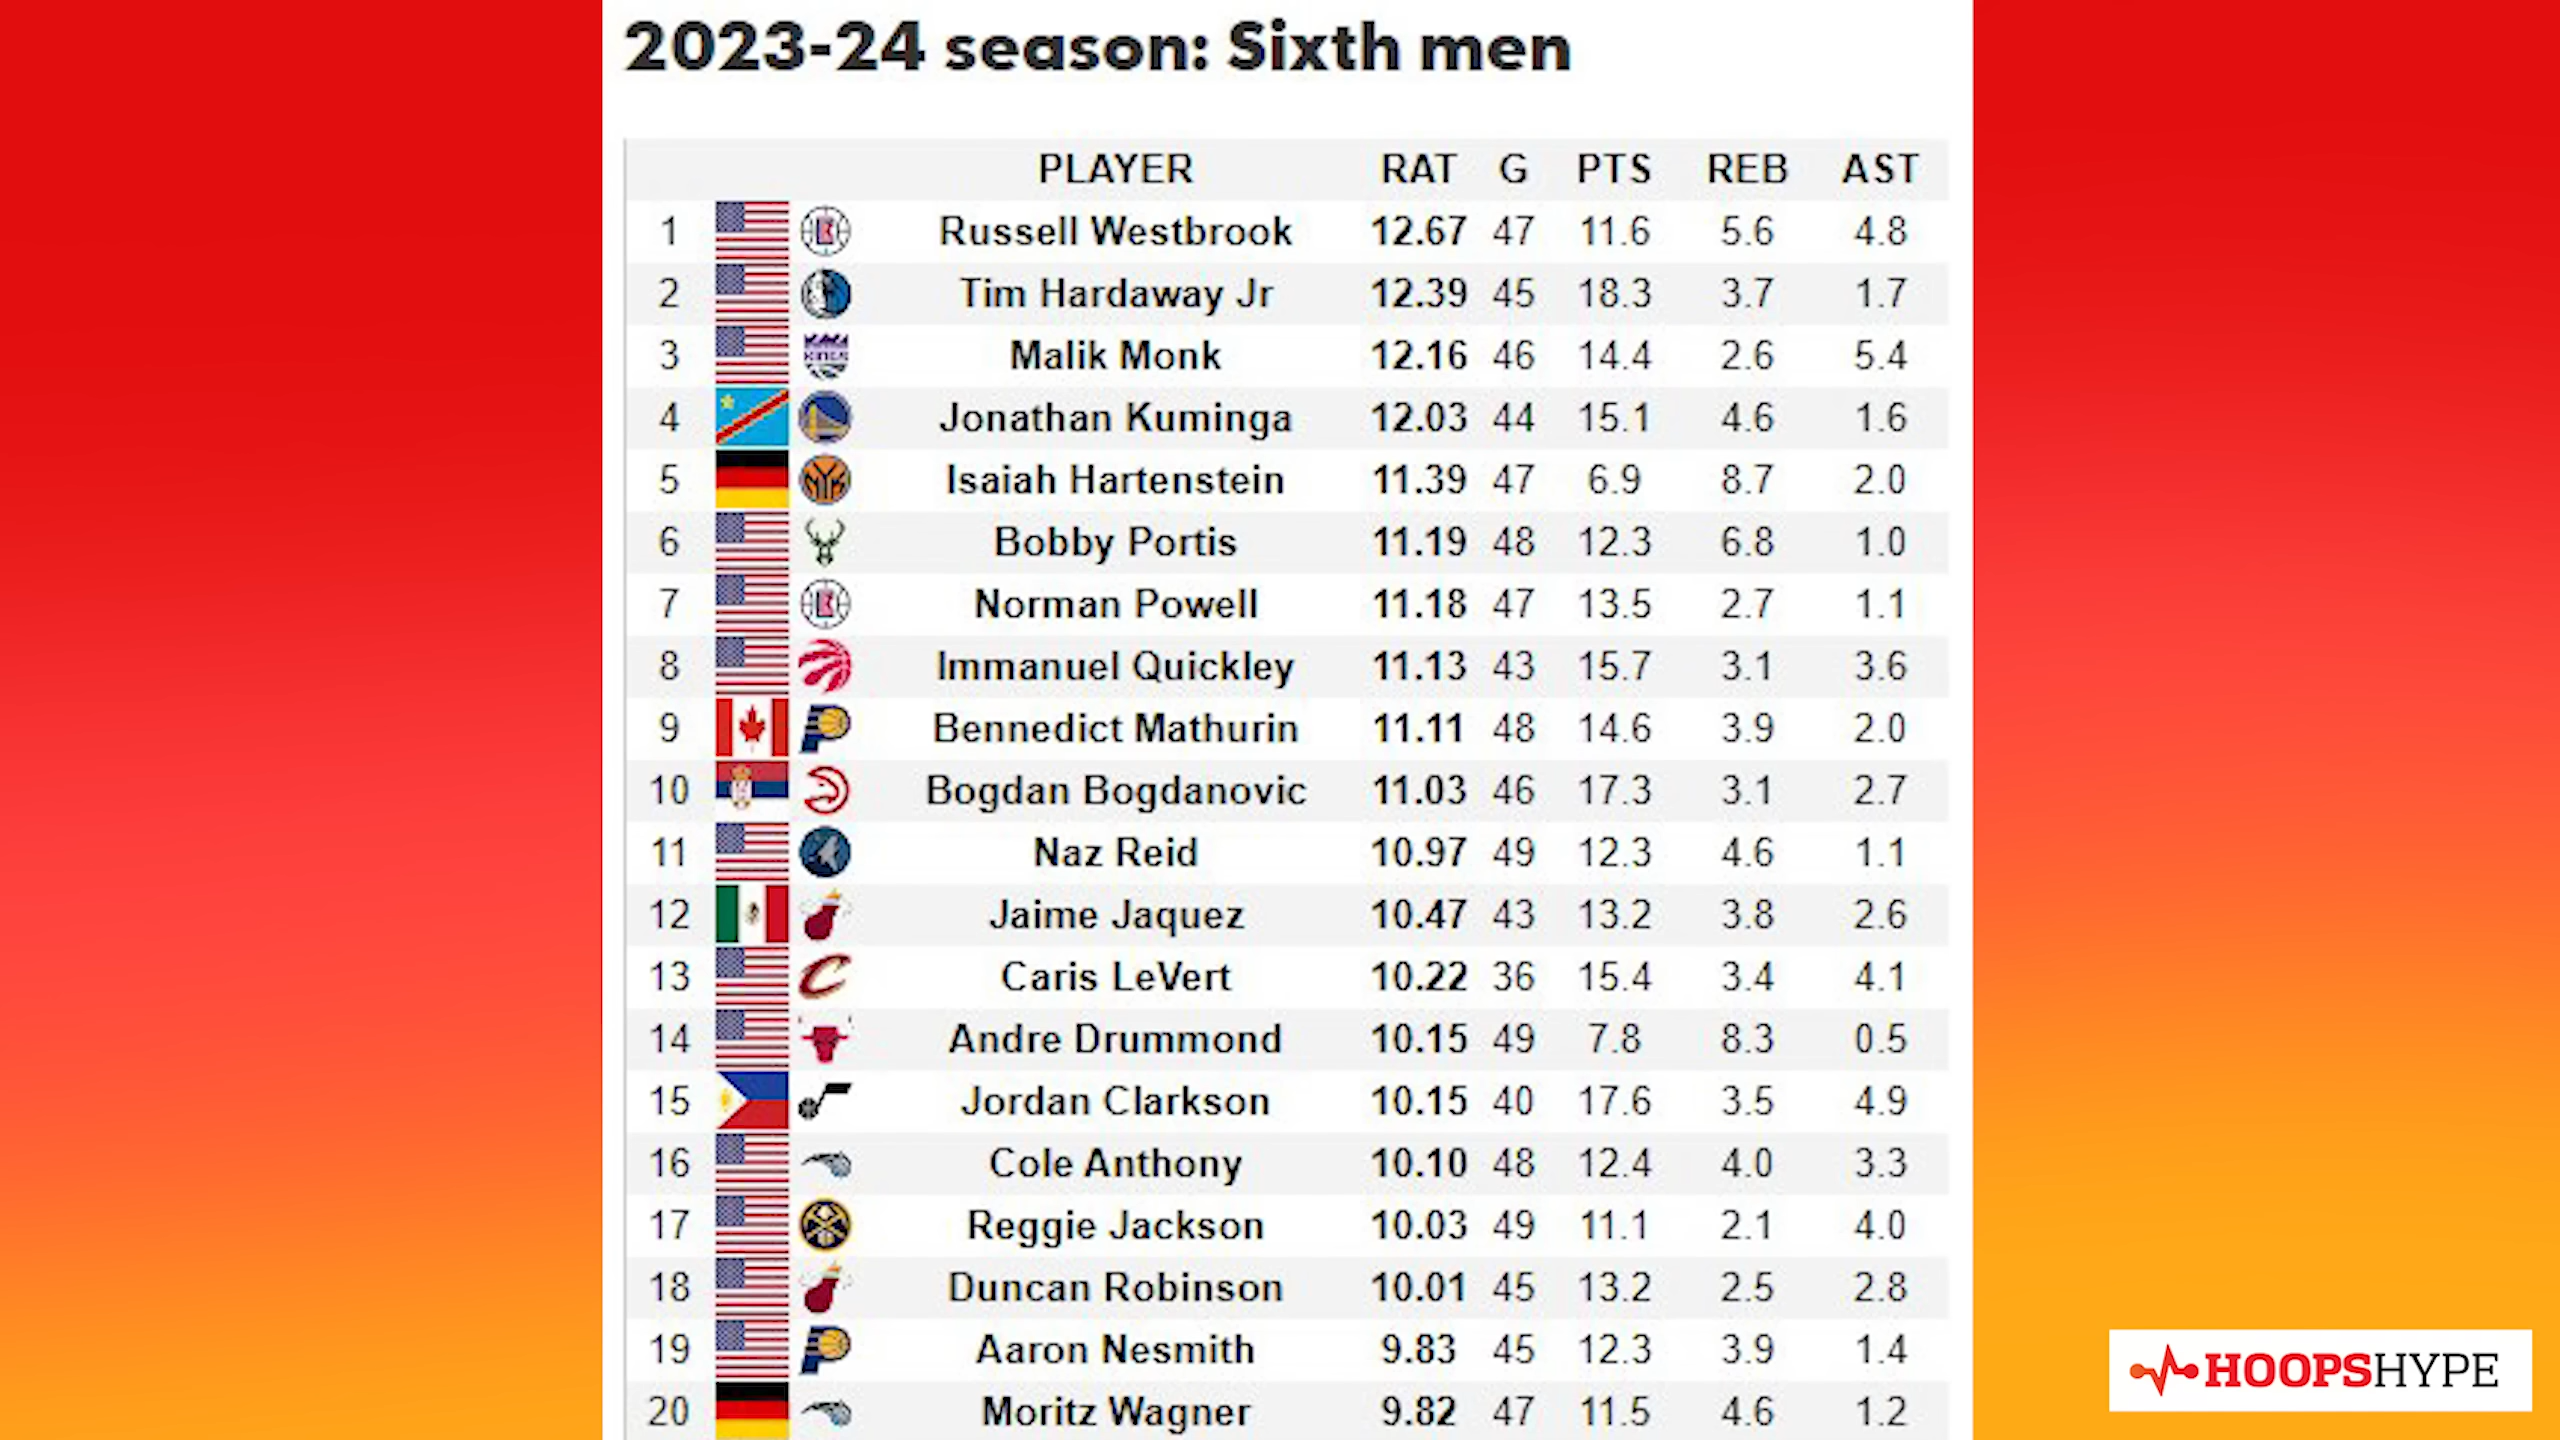 2023-24 season: Sixth men
PLAYER RAT G PTS REB AST
1 Russell Westbrook 12.67 47 11.6 5.6 4.8
2 Tim Hardaway Jr 12.39 45 18.3 3.7 1.7
3 KINGS Malik Monk 12.16 46 14.4 2.6 5.4
4 Jonathan Kuminga 12.03 44 15.1 4.6 1.6
5 NYK Isaiah Hartenstein 11.39 47 6.9 8.7 2.0
6 Bobby Portis 11.19 48 12.3 6.8 1.0
7 Norman Powell 11.18 47 13.5 2.7 1.1
8 Immanuel Quickley 11.13 43 15.7 3.1 3.6
9 Bennedict Mathurin 11.11 48 14.6 3.9 2.0
10 Bogdan Bogdanovic 11.03 46 17.3 3.1 2.7
11 Naz Reid 10.97 49 12.3 4.6 1.1
12 Jaime Jaquez 10.47 43 13.2 3.8 2.6
13 Caris LeVert 10.22 36 15.4 3.4 4.1
14 Andre Drummond 10.15 49 7.8 8.3 0.5
15 Jordan Clarkson 10.15 40 17.6 3.5 4.9
16 Cole Anthony 10.10 48 12.4 4.0 3.3
17 Reggie Jackson 10.03 49 11.1 2.1 4.0
18 Duncan Robinson 10.01 45 13.2 2.5 2.8
19 Aaron Nesmith 9.83 45 12.3 3.9 1.4
20 Moritz Wagner 9.82 47 11.5 4.6 1.2
HOOPSHYPE